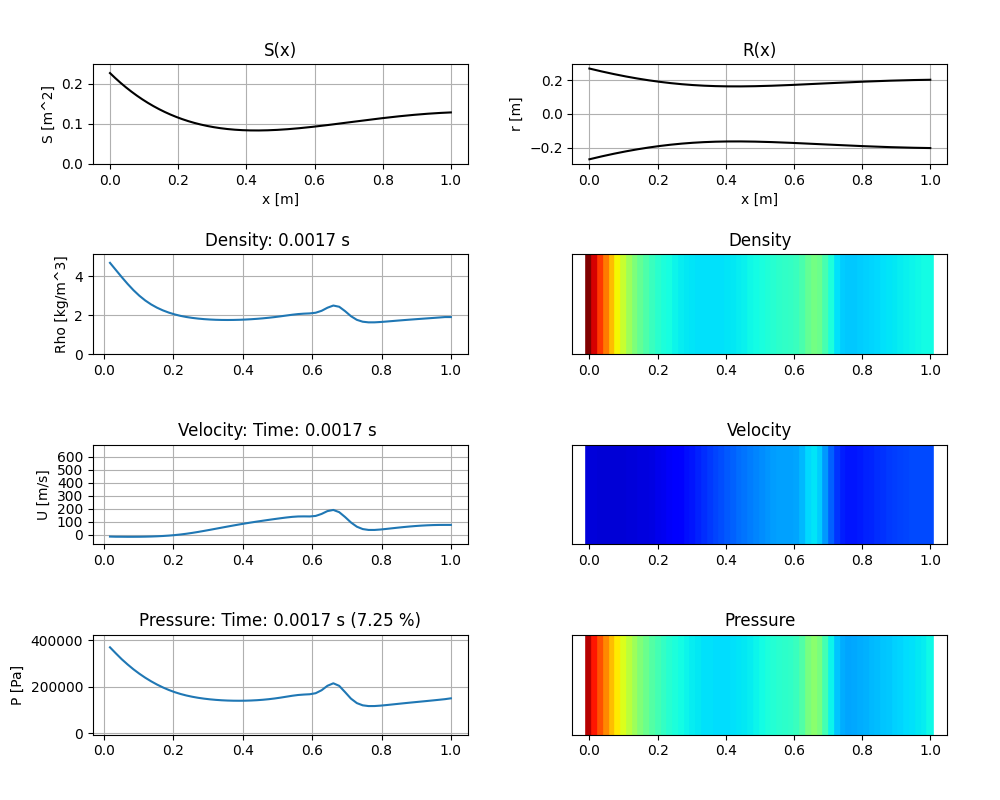 S(x)
S [m^2]
0.2
0.1
0.0
0.0 0.2 0.4 0.6 0.8 1.0
x [m]
R(x)
r [m]
0.2
0.0
−0.2
0.0 0.2 0.4 0.6 0.8 1.0
x [m]
Density: 0.0017 s
Rho [kg/m^3]
4
2
0
0.0 0.2 0.4 0.6 0.8 1.0
Density
0.0 0.2 0.4 0.6 0.8 1.0
Velocity: Time: 0.0017 s
U [m/s]
600
500
400
300
200
100
0
0.0 0.2 0.4 0.6 0.8 1.0
Velocity
0.0 0.2 0.4 0.6 0.8 1.0
Pressure: Time: 0.0017 s (7.25 %)
P [Pa]
400000
200000
0
0.0 0.2 0.4 0.6 0.8 1.0
Pressure
0.0 0.2 0.4 0.6 0.8 1.0